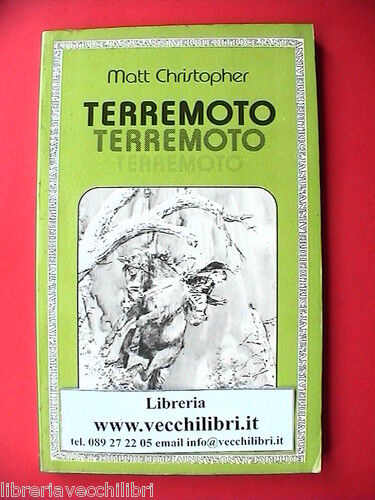 Matt Christopher
TERREMOTO
TERREMOTO
TERREMOTO
Libreria
www.vecchilibri.it
tel. 089 27 22 05 email info@vecchilibri.it
libreriavecchilibri